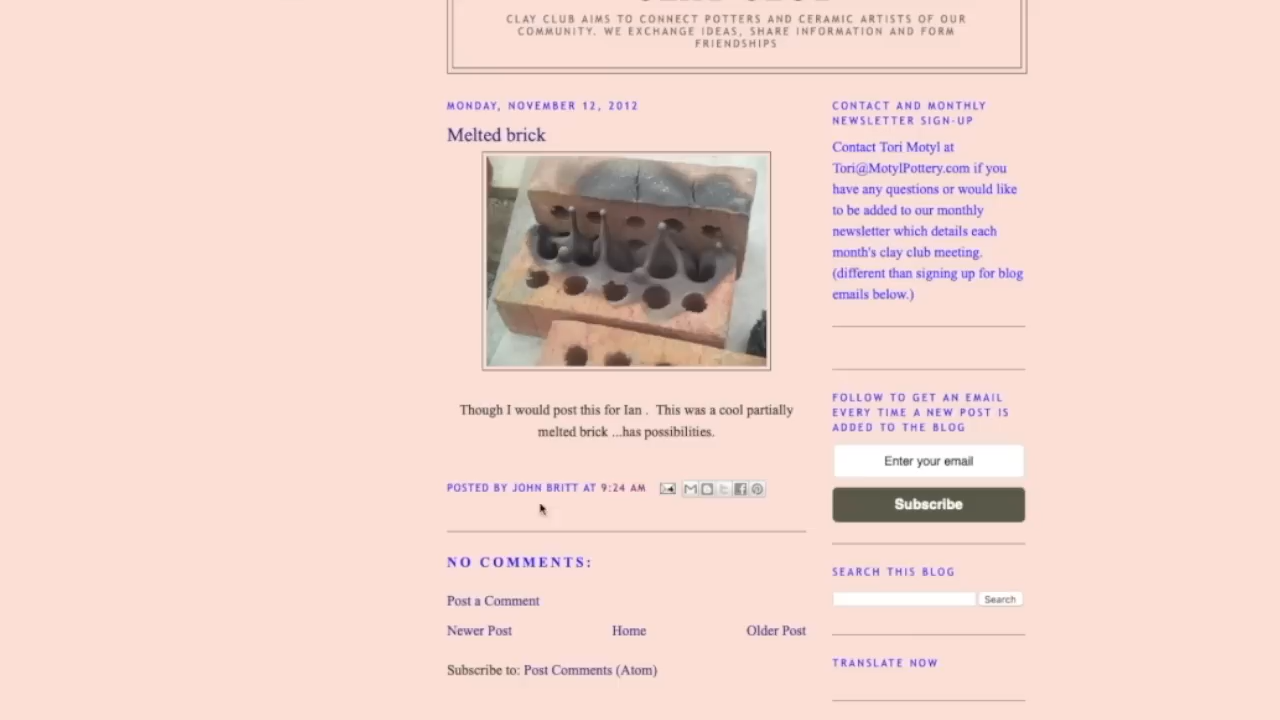 CLAY CLUB AIMS TO CONNECT POTTERS AND CERAMIC ARTISTS OF OUR
COMMUNITY. WE EXCHANGE IDEAS, SHARE INFORMATION AND FORM
FRIENDSHIPS
MONDAY, NOVEMBER 12, 2012
Melted brick
Though I would post this for Ian .  This was a cool partially
melted brick ...has possibilities.
POSTED BY JOHN BRITT AT 9:24 AM
NO COMMENTS:
Post a Comment
Newer Post Home Older Post
Subscribe to: Post Comments (Atom)
CONTACT AND MONTHLY
NEWSLETTER SIGN-UP
Contact Tori Motyl at
Tori@MotylPottery.com if you
have any questions or would like
to be added to our monthly
newsletter which details each
month's clay club meeting.
(different than signing up for blog
emails below.)
FOLLOW TO GET AN EMAIL
EVERY TIME A NEW POST IS
ADDED TO THE BLOG
Enter your email
Subscribe
SEARCH THIS BLOG
Search
TRANSLATE NOW